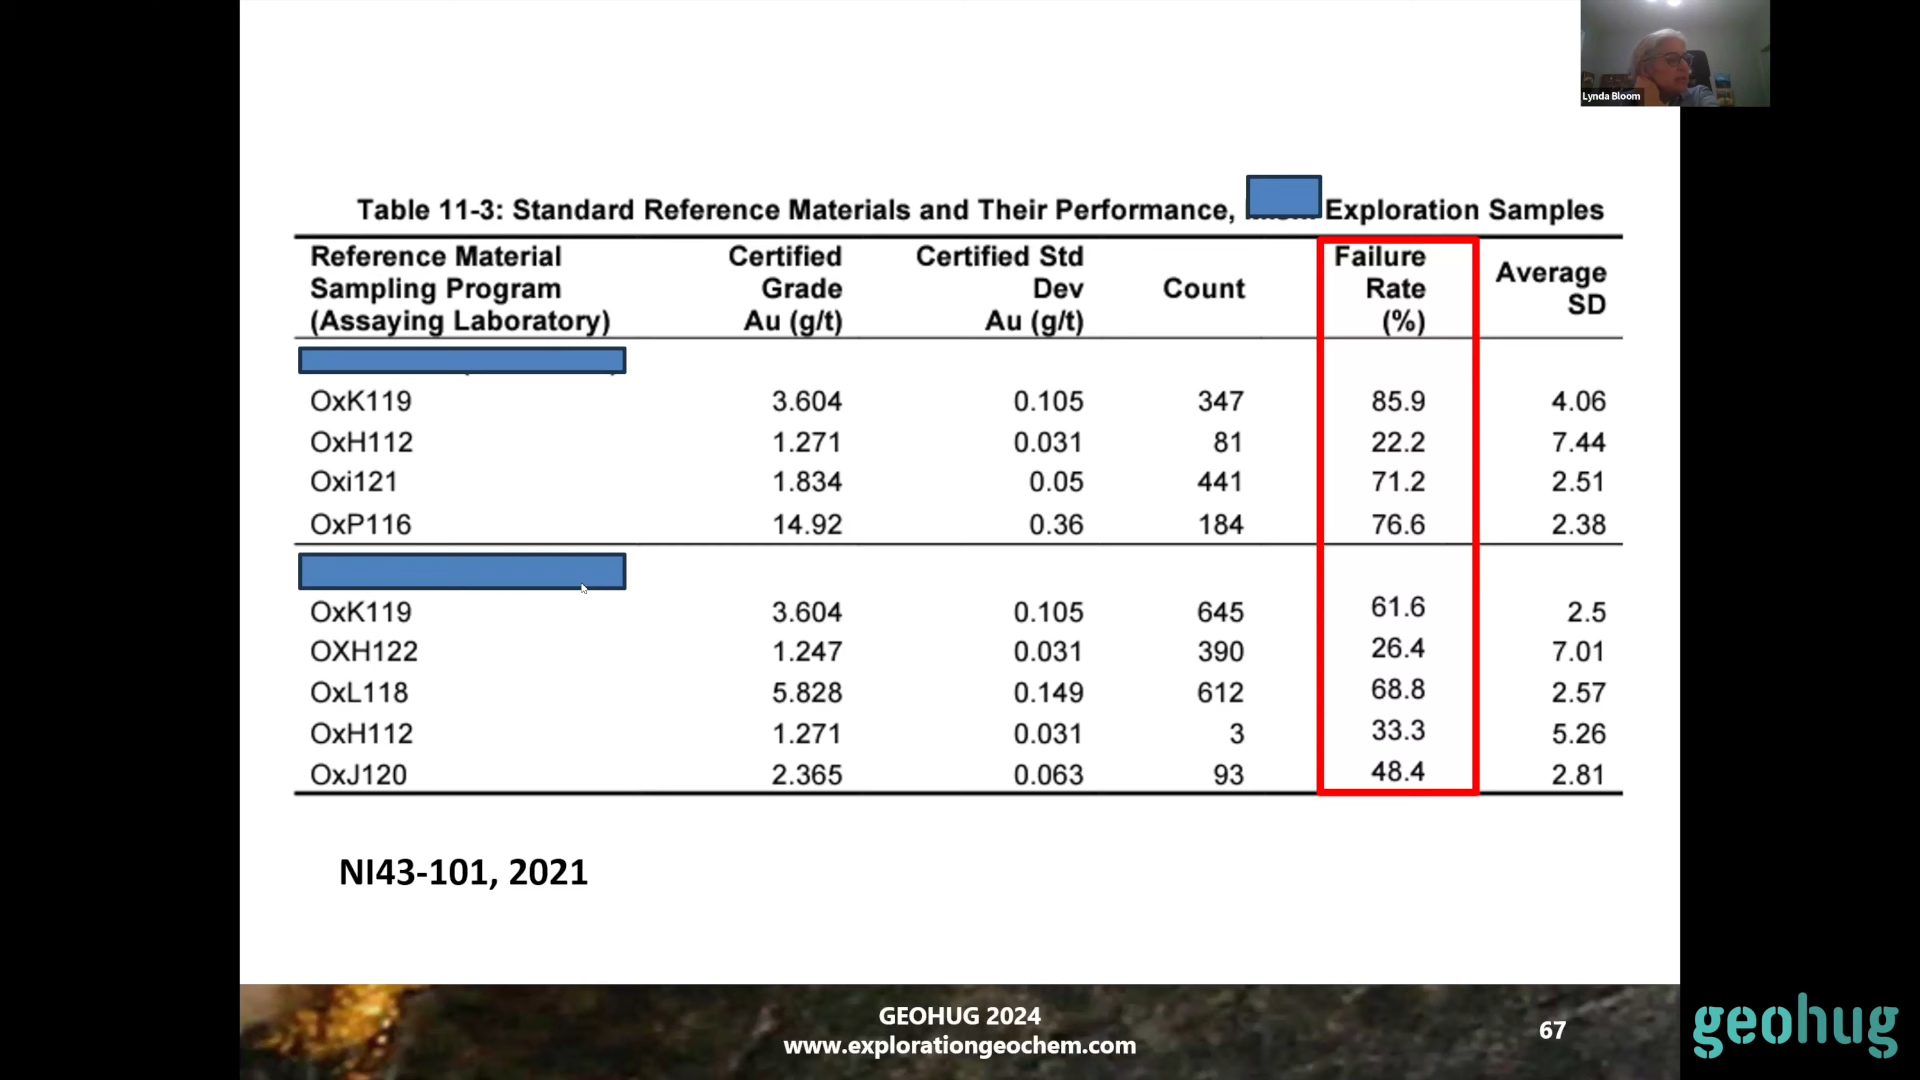 Lynda Bloom
Table 11-3: Standard Reference Materials and Their Performance, Exploration Samples
Reference Material Sampling Program (Assaying Laboratory) Certified Grade Au (g/t) Certified Std Dev Au (g/t) Count Failure Rate (%) Average SD
OxK119 3.604 0.105 347 85.9 4.06
OxH112 1.271 0.031 81 22.2 7.44
Oxi121 1.834 0.05 441 71.2 2.51
OxP116 14.92 0.36 184 76.6 2.38
OxK119 3.604 0.105 645 61.6 2.5
OXH122 1.247 0.031 390 26.4 7.01
OxL118 5.828 0.149 612 68.8 2.57
OxH112 1.271 0.031 3 33.3 5.26
OxJ120 2.365 0.063 93 48.4 2.81
NI43-101, 2021
GEOHUG 2024
www.explorationgeochem.com
67
geohug